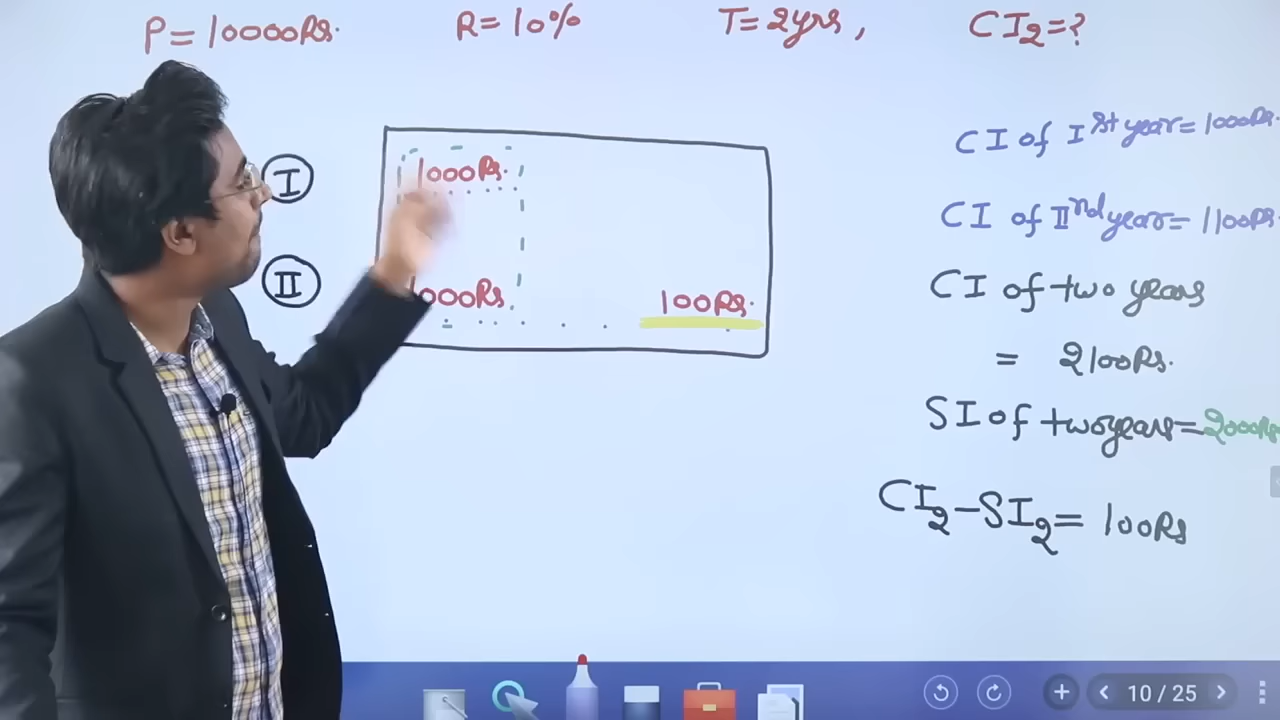 P= 10000Rs. R= 10% T= 2yrs, CI2=?
I 1000Rs.
II 1000Rs. 100Rs.
CI of Ist year= 1000Rs.
CI of IInd year= 1100Rs
CI of two years
= 2100Rs.
SI of two years= 2000Rs
CI2-SI2= 100Rs
10 / 25